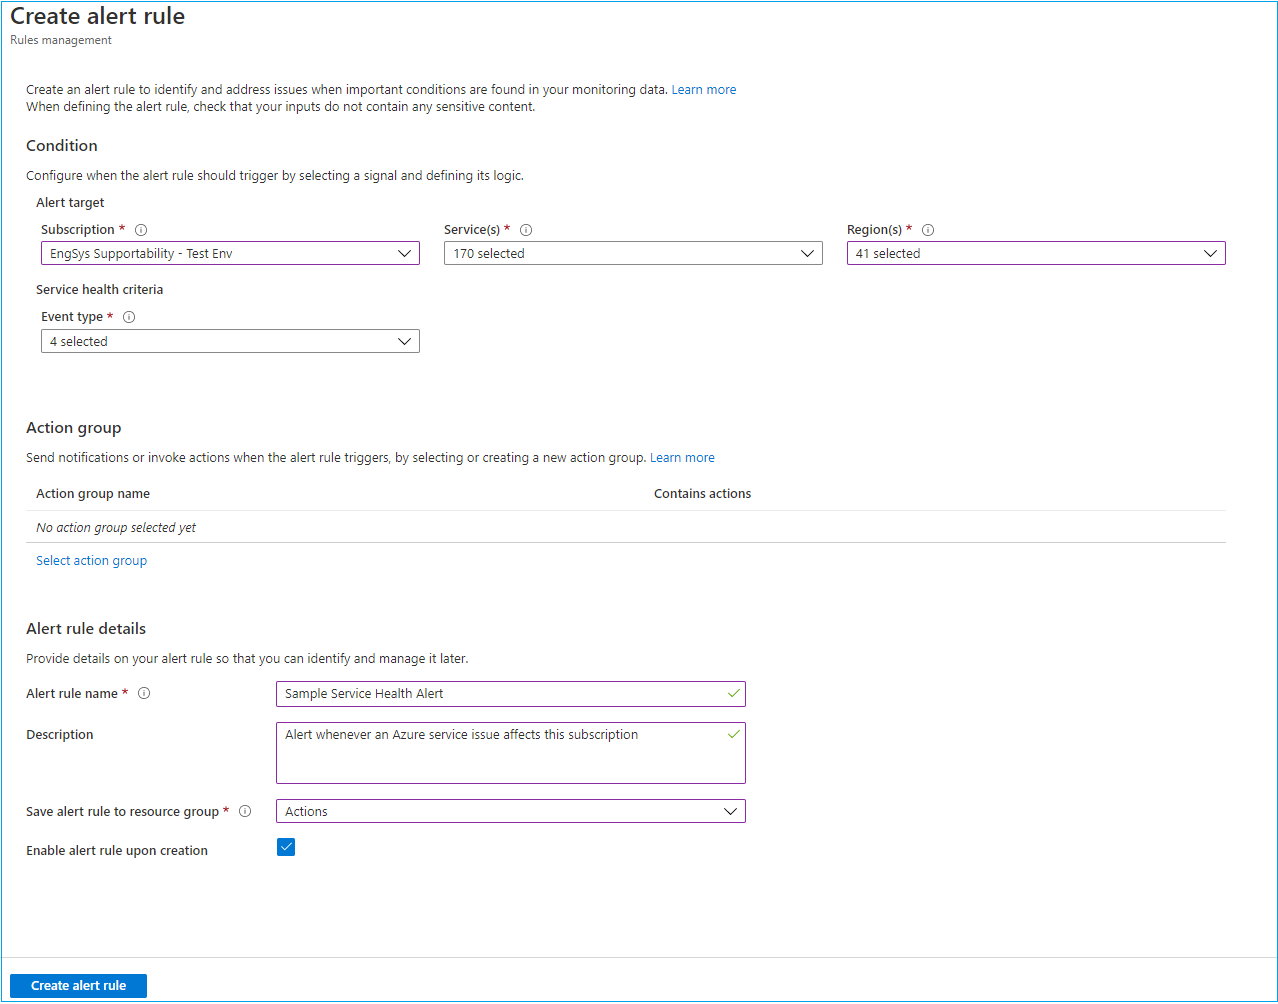 Create alert rule
Rules management
Create an alert rule to identify and address issues when important conditions are found in your monitoring data. Learn more
When defining the alert rule, check that your inputs do not contain any sensitive content.
Condition
Configure when the alert rule should trigger by selecting a signal and defining its logic.
Alert target
Subscription * Service(s) * Region(s) *
EngSys Supportability - Test Env 170 selected 41 selected
Service health criteria
Event type *
4 selected
Action group
Send notifications or invoke actions when the alert rule triggers, by selecting or creating a new action group. Learn more
Action group name Contains actions
No action group selected yet
Select action group
Alert rule details
Provide details on your alert rule so that you can identify and manage it later.
Alert rule name * Sample Service Health Alert
Description Alert whenever an Azure service issue affects this subscription
Save alert rule to resource group * Actions
Enable alert rule upon creation
Create alert rule